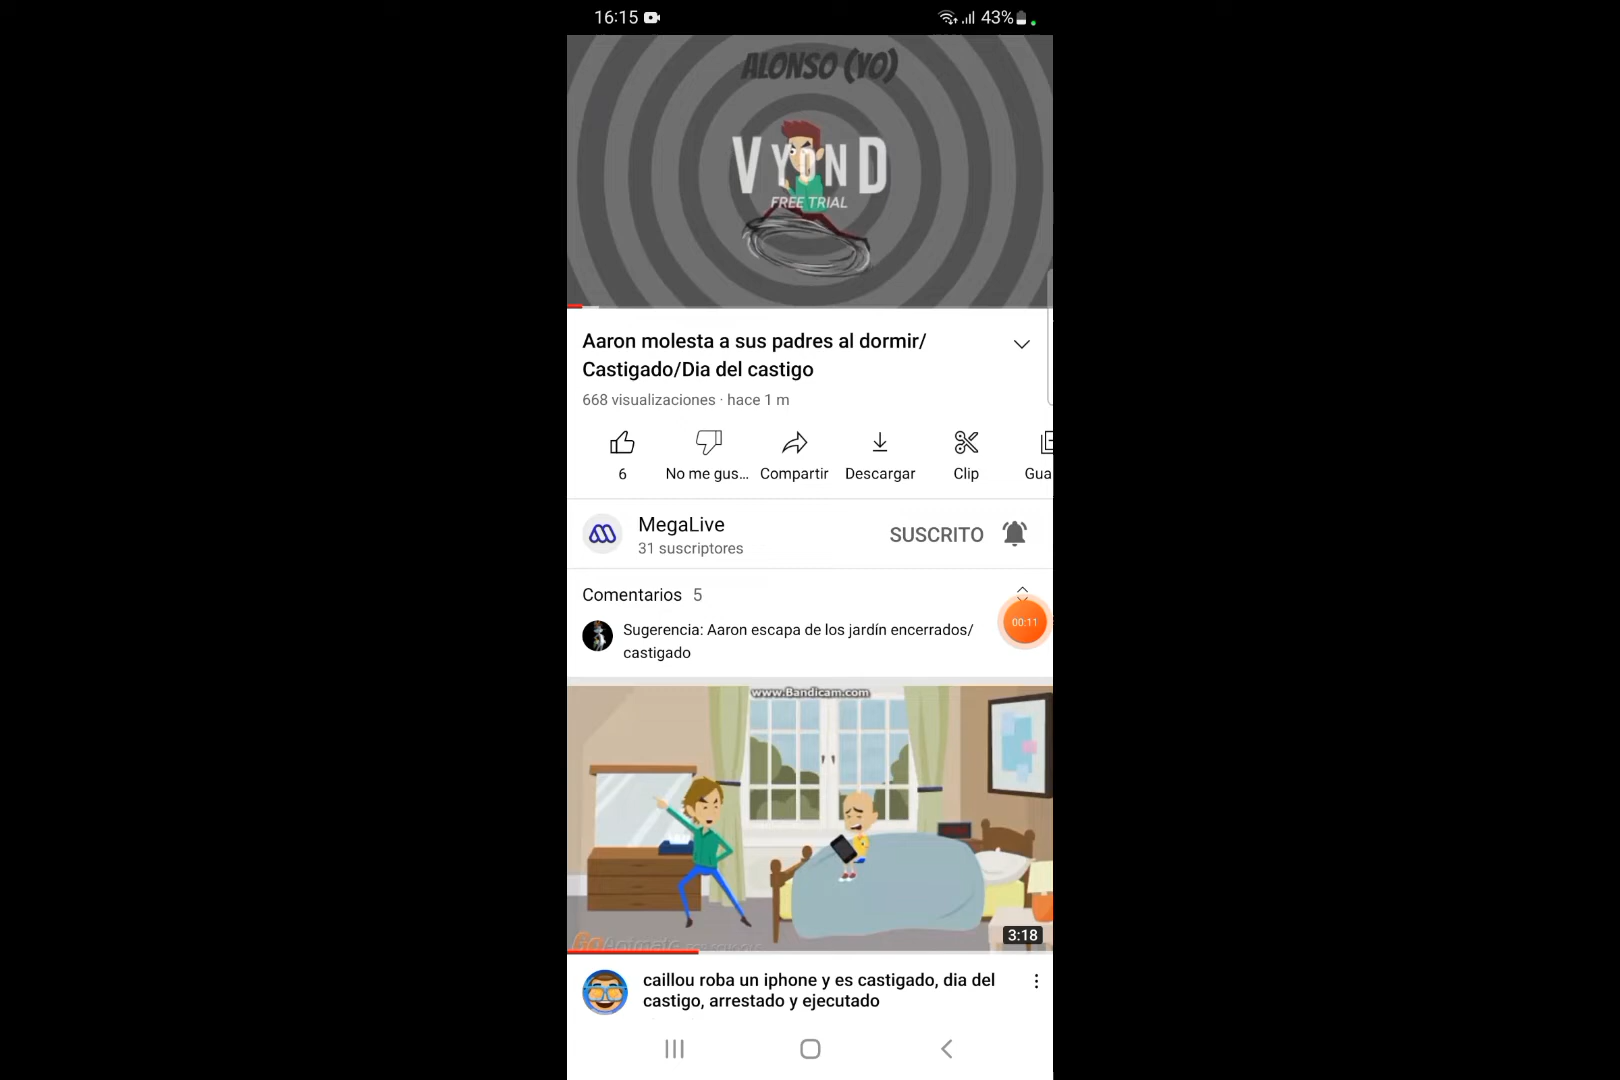 16:15
43%
ALONSO (YO)
VYOND
FREE TRIAL
Aaron molesta a sus padres al dormir/
Castigado/Dia del castigo
668 visualizaciones · hace 1 m
6
No me gus...
Compartir
Descargar
Clip
Gua
MegaLive
SUSCRITO
31 suscriptores
Comentarios 5
00:11
Sugerencia: Aaron escapa de los jardín encerrados/
castigado
www.Bandicam.com
GoAnimate
3:18
caillou roba un iphone y es castigado, dia del
castigo, arrestado y ejecutado